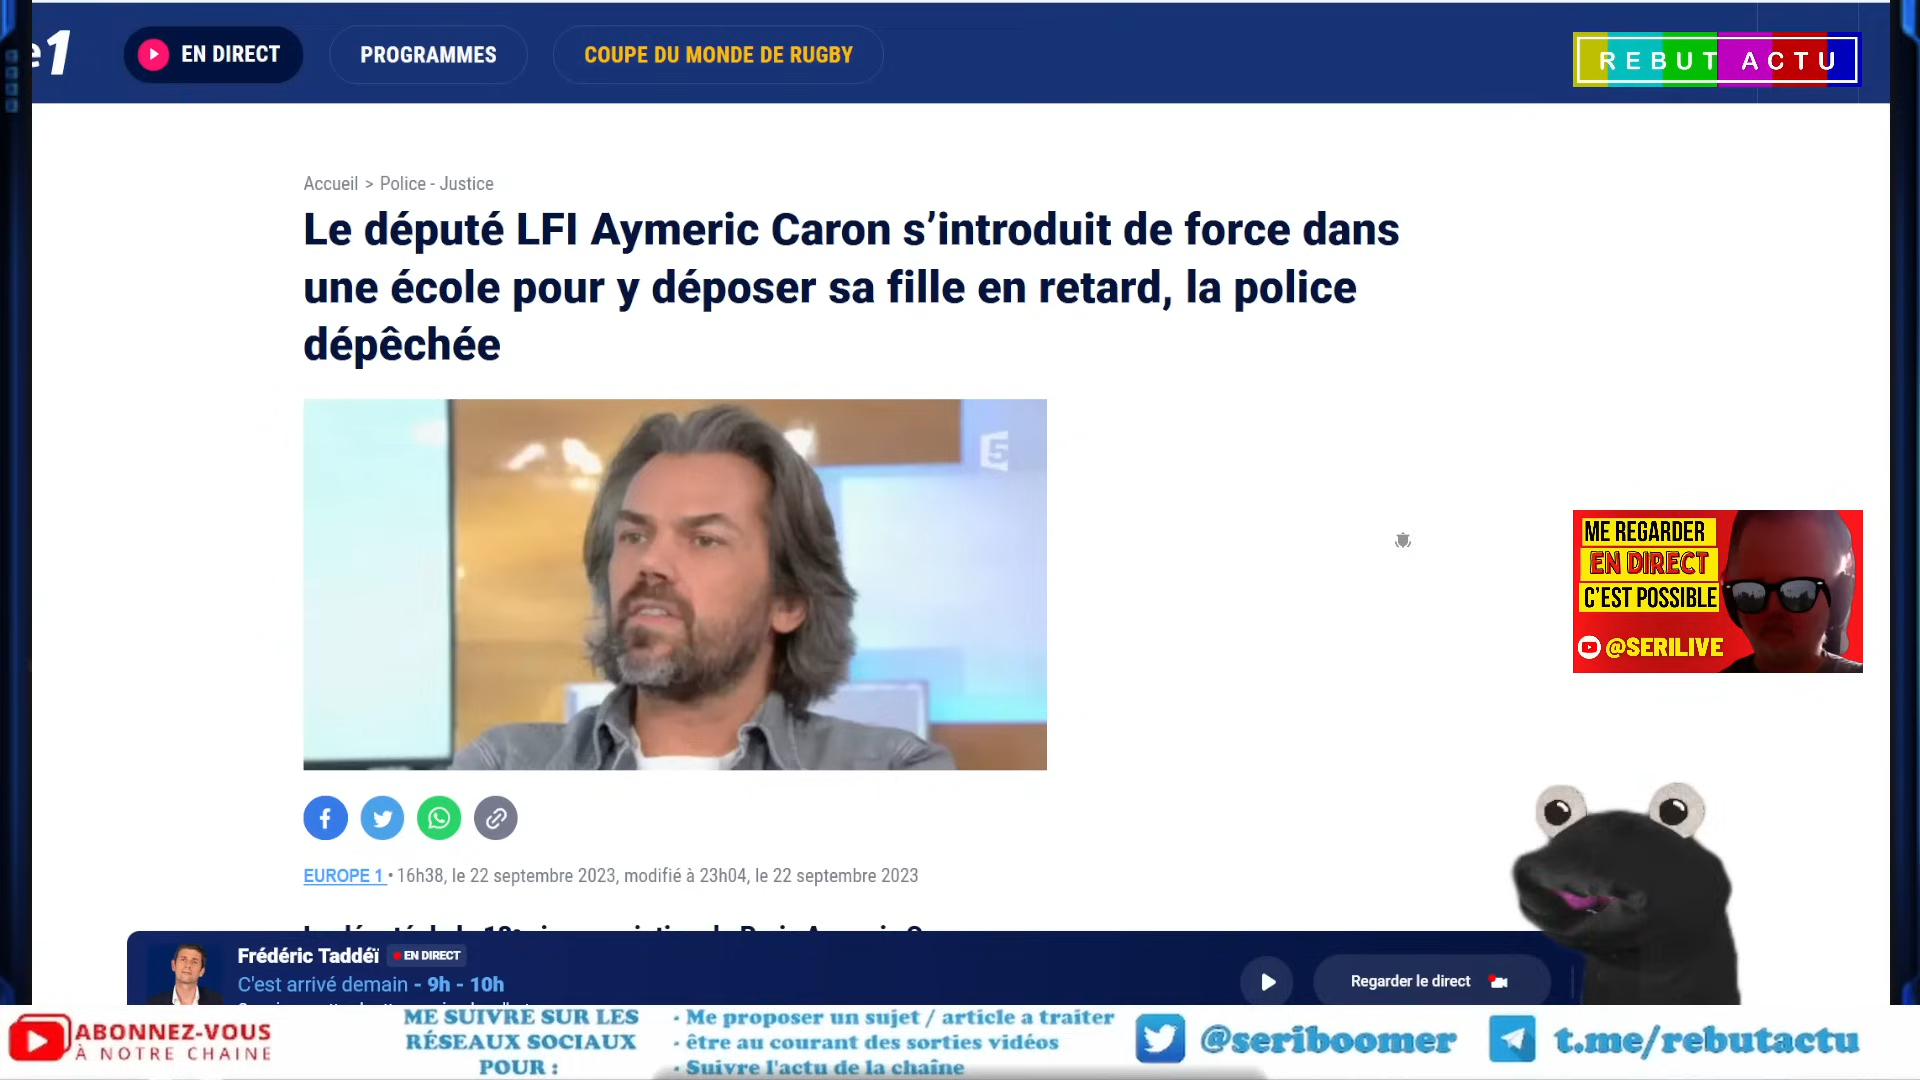 e1
EN DIRECT
PROGRAMMES
COUPE DU MONDE DE RUGBY
REBUT ACTU
Accueil > Police - Justice
Le député LFI Aymeric Caron s’introduit de force dans
une école pour y déposer sa fille en retard, la police
dépêchée
5
ME REGARDER
EN DIRECT
C'EST POSSIBLE
@SERILIVE
EUROPE 1 • 16h38, le 22 septembre 2023, modifié à 23h04, le 22 septembre 2023
Frédéric Taddéï
EN DIRECT
C'est arrivé demain - 9h - 10h
Regarder le direct
ABONNEZ-VOUS
À NOTRE CHAINE
ME SUIVRE SUR LES
RÉSEAUX SOCIAUX
POUR :
- Me proposer un sujet / article a traiter
- être au courant des sorties vidéos
- Suivre l'actu de la chaîne
@seriboomer
t.me/rebutactu